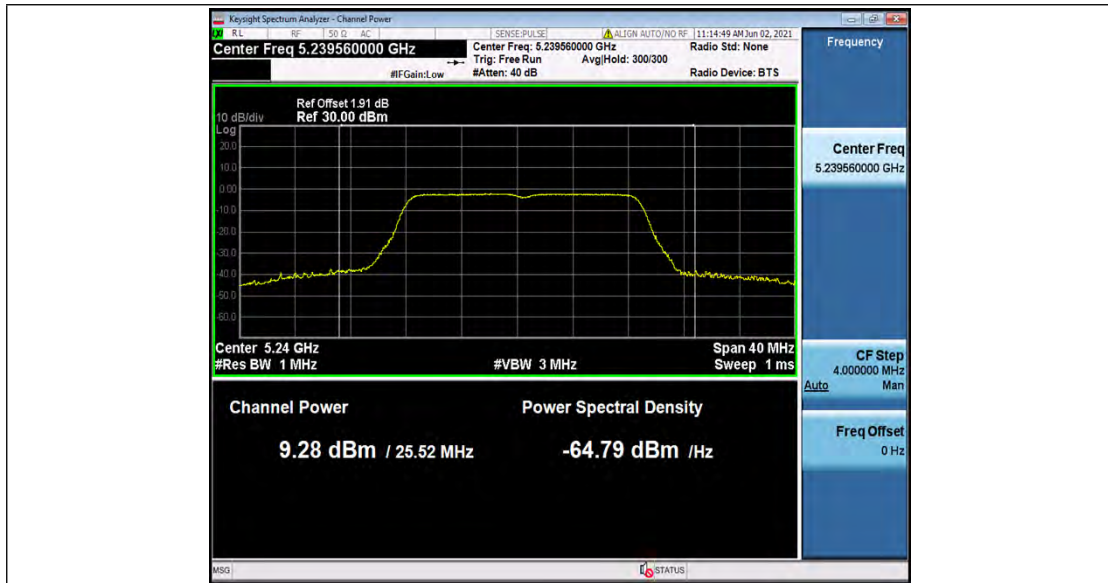 Keysight Spectrum Analyzer - Channel Power
RL RF 50 Ω AC SENSE:PULSE ALIGN AUTO/NO RF 11:14:49 AM Jun 02, 2021
Center Freq 5.239560000 GHz
Center Freq: 5.239560000 GHz
Radio Std: None
Trig: Free Run Avg|Hold: 300/300
#IFGain:Low
#Atten: 40 dB
Radio Device: BTS
Frequency
Ref Offset 1.91 dB
10 dB/div Ref 30.00 dBm
Log
20.0
10.0
0.00
-10.0
-20.0
-30.0
-40.0
-50.0
-60.0
Center 5.24 GHz
Span 40 MHz
#Res BW 1 MHz
#VBW 3 MHz
Sweep 1 ms
Center Freq
5.239560000 GHz
CF Step
4.000000 MHz
Auto Man
Freq Offset
0 Hz
Channel Power
Power Spectral Density
9.28 dBm / 25.52 MHz
-64.79 dBm /Hz
MSG
STATUS